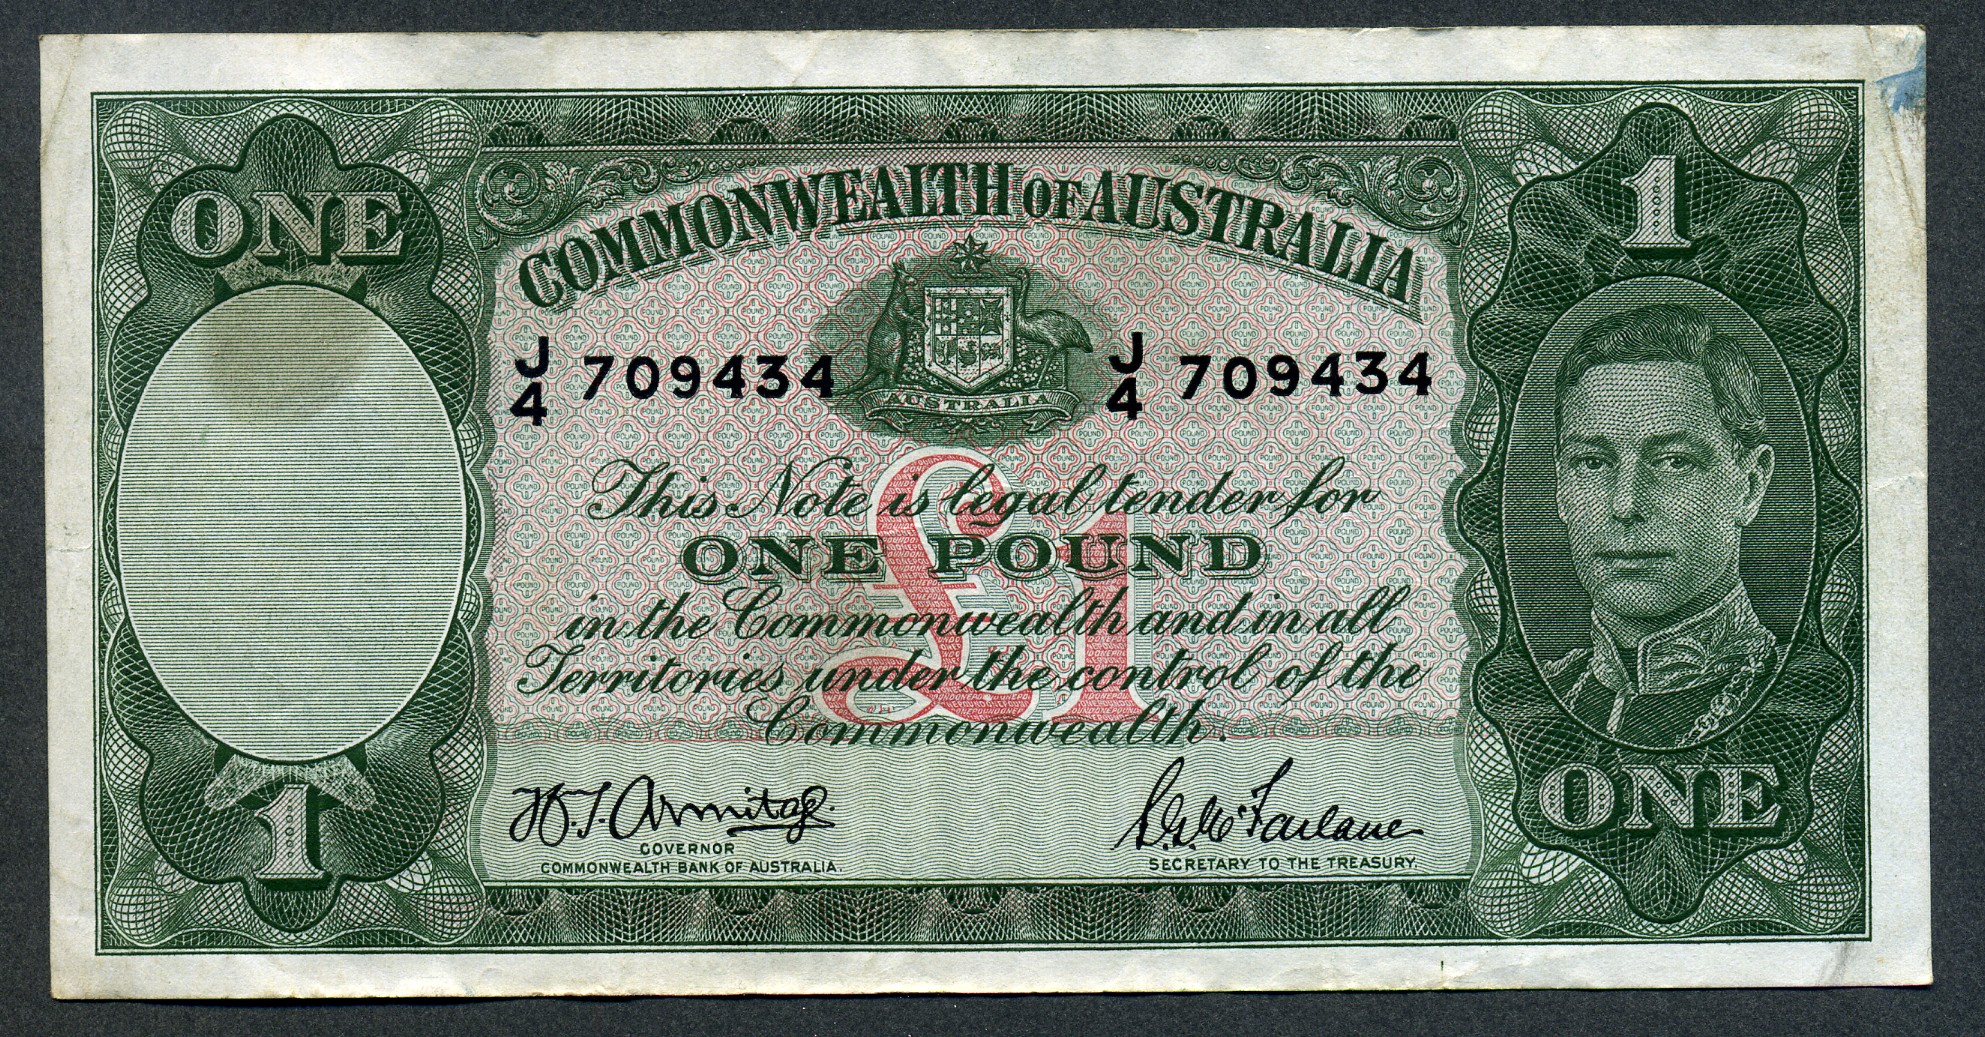 ONE
1
COMMONWEALTH OF AUSTRALIA
J/4 709434
J/4 709434
AUSTRALIA
This Note is legal tender for
ONE POUND
in the Commonwealth and in all
Territories under the control of the
Commonwealth.
£1
H.T. Armitage
GOVERNOR
COMMONWEALTH BANK OF AUSTRALIA.
S.G. McFarlane
SECRETARY TO THE TREASURY.
1
ONE